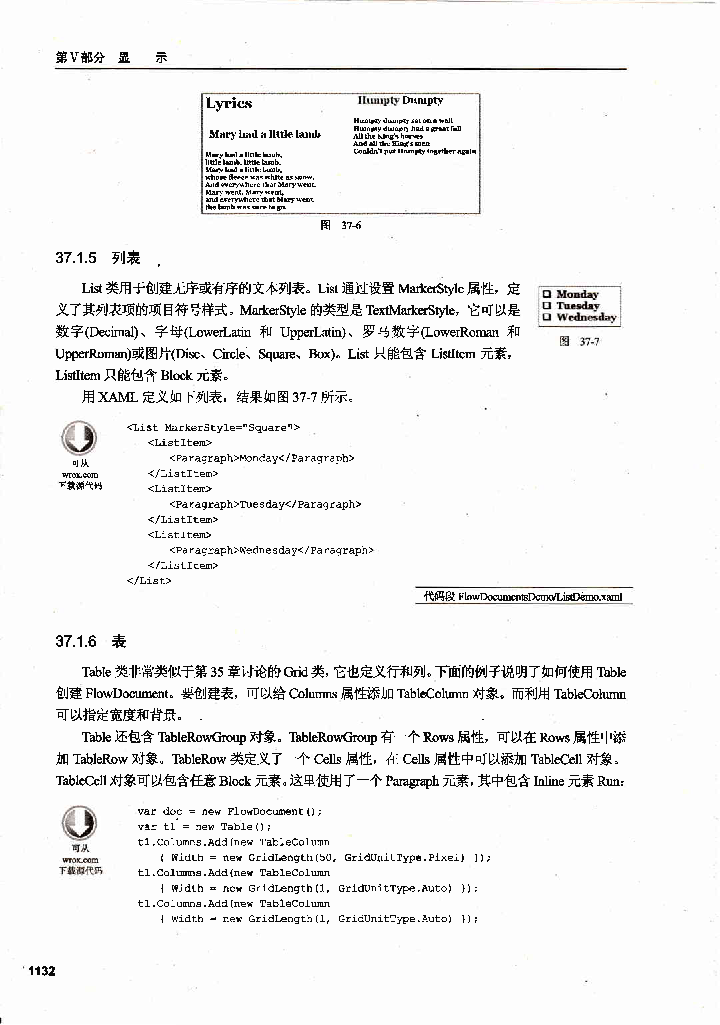 第V部分 显 示
Lyrics
Mary had a little lamb
Mary had a little lamb,
little lamb, little lamb,
Mary had a little lamb,
whose fleece was white as snow.
And everywhere that Mary went,
Mary went, Mary went,
and everywhere that Mary went
the lamb was sure to go.
Humpty Dumpty
Humpty dumpty sat on a wall
Humpty dumpty had a great fall
All the King's horses
And all the King's men
Couldn't put Humpty together again
图 37-6
37.1.5 列表
List 类用于创建无序或有序的文本列表。List 通过设置 MarkerStyle 属性，定
义了其列表项的项目符号样式。MarkerStyle 的类型是 TextMarkerStyle，它可以是
数字(Decimal)、字母(LowerLatin 和 UpperLatin)、罗马数字(LowerRoman 和
UpperRoman)或图片(Disc、Circle、Square、Box)。List 只能包含 ListItem 元素，
ListItem 只能包含 Block 元素。
Monday
Tuesday
Wednesday
图 37-7
用 XAML 定义如下列表，结果如图 37-7 所示。
可从
wrox.com
下载源代码
<List MarkerStyle="Square">
<ListItem>
<Paragraph>Monday</Paragraph>
</ListItem>
<ListItem>
<Paragraph>Tuesday</Paragraph>
</ListItem>
<ListItem>
<Paragraph>Wednesday</Paragraph>
</ListItem>
</List>
代码段 FlowDocumentsDemo/ListDemo.xaml
37.1.6 表
Table 类非常类似于第 35 章讨论的 Grid 类，它也定义行和列。下面的例子说明了如何使用 Table
创建 FlowDocument。要创建表，可以给 Columns 属性添加 TableColumn 对象。而利用 TableColumn
可以指定宽度和背景。
Table 还包含 TableRowGroup 对象。TableRowGroup 有一个 Rows 属性，可以在 Rows 属性中添
加 TableRow 对象。TableRow 类定义了一个 Cells 属性，在 Cells 属性中可以添加 TableCell 对象。
TableCell 对象可以包含任意 Block 元素。这里使用了一个 Paragraph 元素，其中包含 Inline 元素 Run：
可从
wrox.com
下载源代码
var doc = new FlowDocument();
var t1 = new Table();
t1.Columns.Add(new TableColumn
{ Width = new GridLength(50, GridUnitType.Pixel) });
t1.Columns.Add(new TableColumn
{ Width = new GridLength(1, GridUnitType.Auto) });
t1.Columns.Add(new TableColumn
{ Width = new GridLength(1, GridUnitType.Auto) });
1132